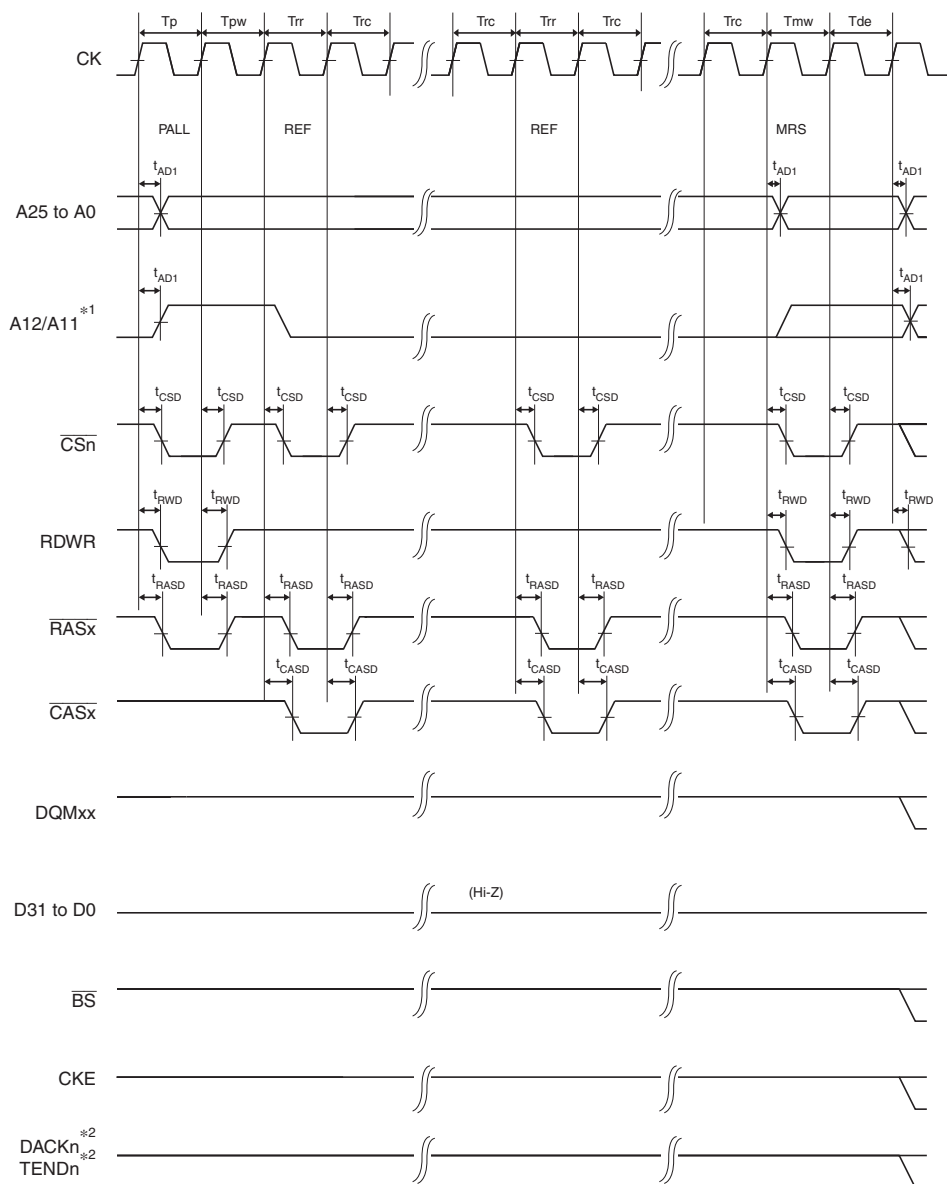 Tp Tpw Trr Trc Trc Trr Trc Trc Tmw Tde
CK
PALL REF REF MRS
tAD1 tAD1 tAD1
A25 to A0
tAD1 tAD1
A12/A11*1
tCSD tCSD tCSD tCSD tCSD tCSD tCSD tCSD
CSn
tRWD tRWD tRWD tRWD tRWD
RDWR
tRASD tRASD tRASD tRASD tRASD tRASD tRASD tRASD
RASx
tCASD tCASD tCASD tCASD tCASD tCASD
CASx
DQMxx
(Hi-Z)
D31 to D0
BS
CKE
DACKn*2
TENDn*2